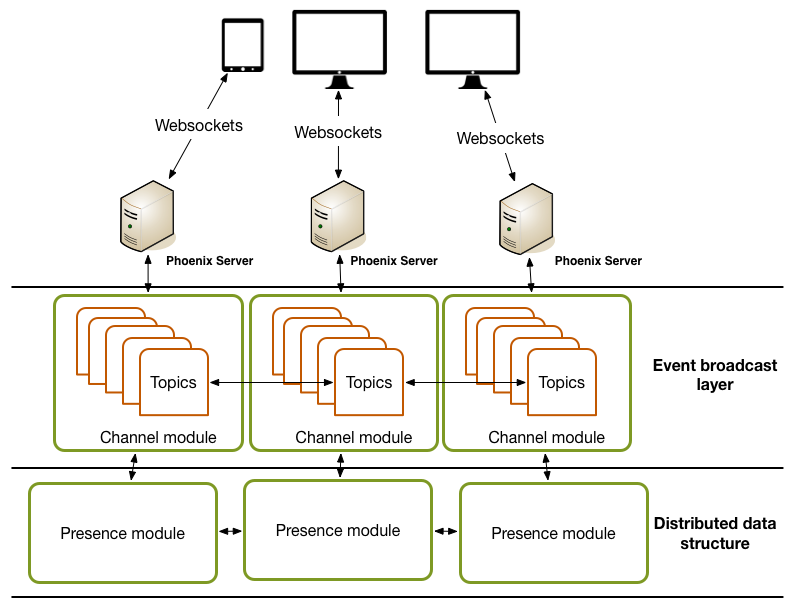 Websockets
Websockets
Websockets
Phoenix Server
Phoenix Server
Phoenix Server
Topics
Topics
Topics
Event broadcast
layer
Channel module
Channel module
Channel module
Presence module
Presence module
Presence module
Distributed data
structure